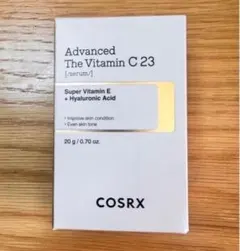 Advanced
The Vitamin C 23
[serum]
Super Vitamin E
+ Hyaluronic Acid
• Improve skin condition
• Even skin tone
20 g / 0.70 oz.
COSRX